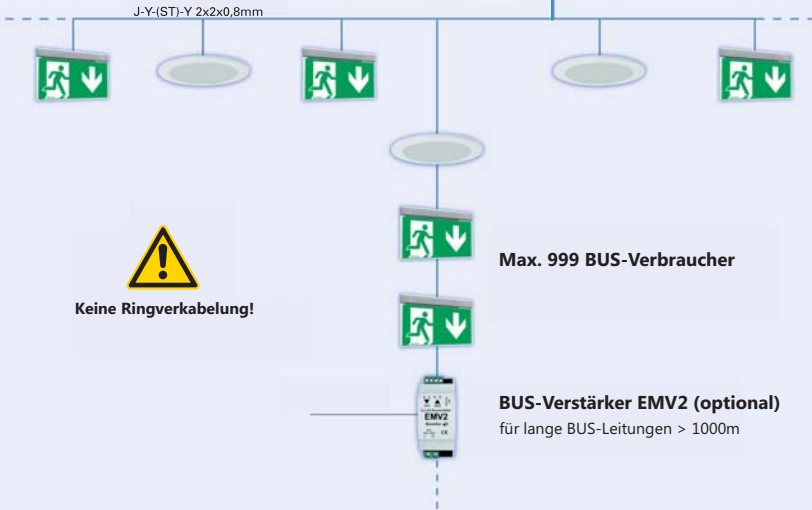 J-Y-(ST)-Y 2x2x0,8mm
Max. 999 BUS-Verbraucher
Keine Ringverkabelung!
EMV2
BUS-Verstärker EMV2 (optional)
für lange BUS-Leitungen > 1000m